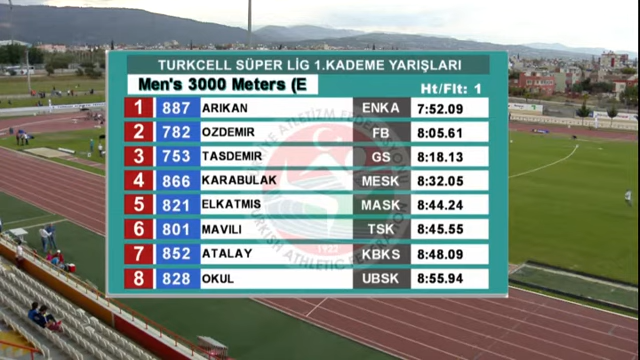 TURKCELL SÜPER LİG 1.KADEME YARIŞLARI
Men's 3000 Meters (E
Ht/Flt: 1
1 887 ARIKAN ENKA 7:52.09
2 782 OZDEMIR FB 8:05.61
3 753 TASDEMIR GS 8:18.13
4 866 KARABULAK MESK 8:32.05
5 821 ELKATMIS MASK 8:44.24
6 801 MAVILI TSK 8:45.55
7 852 ATALAY KBKS 8:48.09
8 828 OKUL UBSK 8:55.94